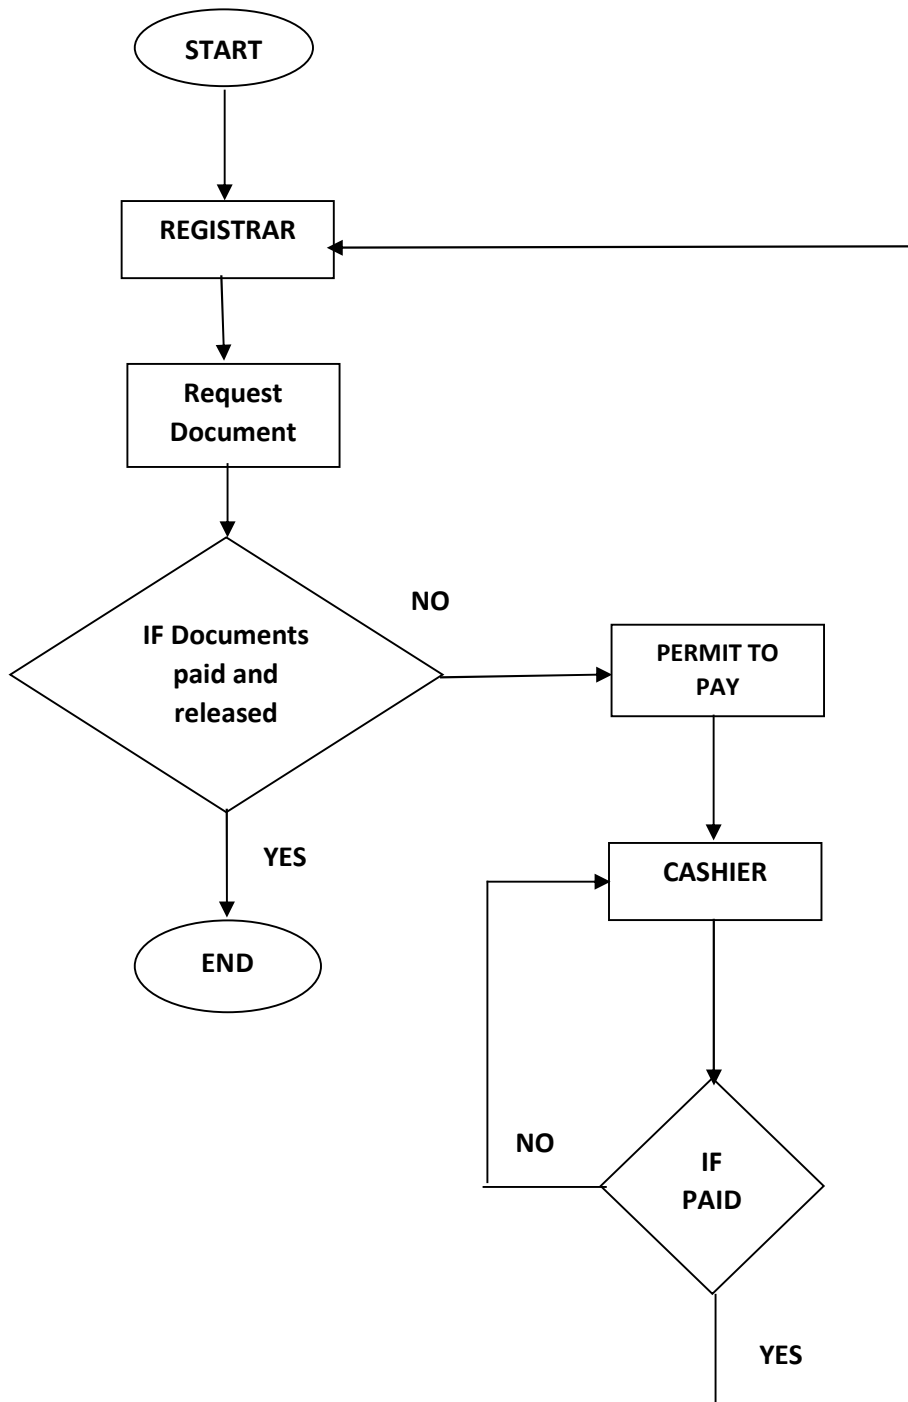 START
REGISTRAR
Request
Document
NO
IF Documents
paid and
released
PERMIT TO
PAY
YES
CASHIER
END
NO
IF
PAID
YES